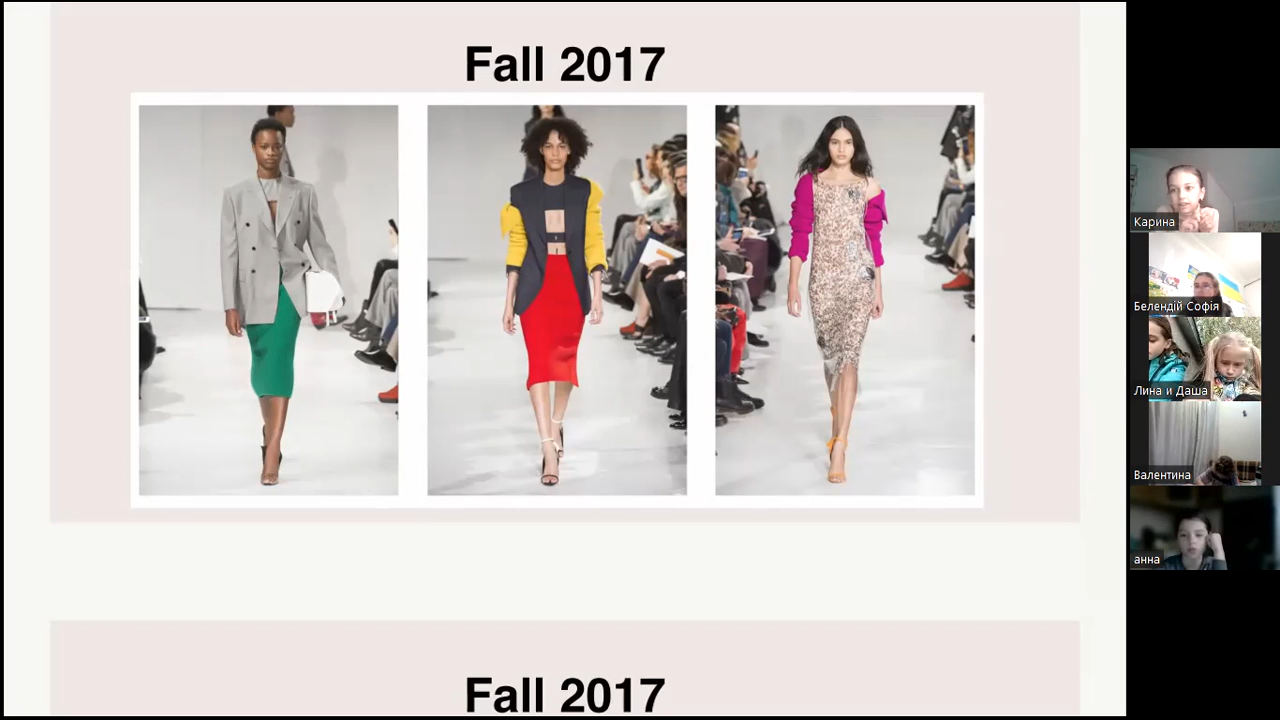 Fall 2017
Карина
Белендій Софія
Лина и Даша
Валентина
анна
Fall 2017